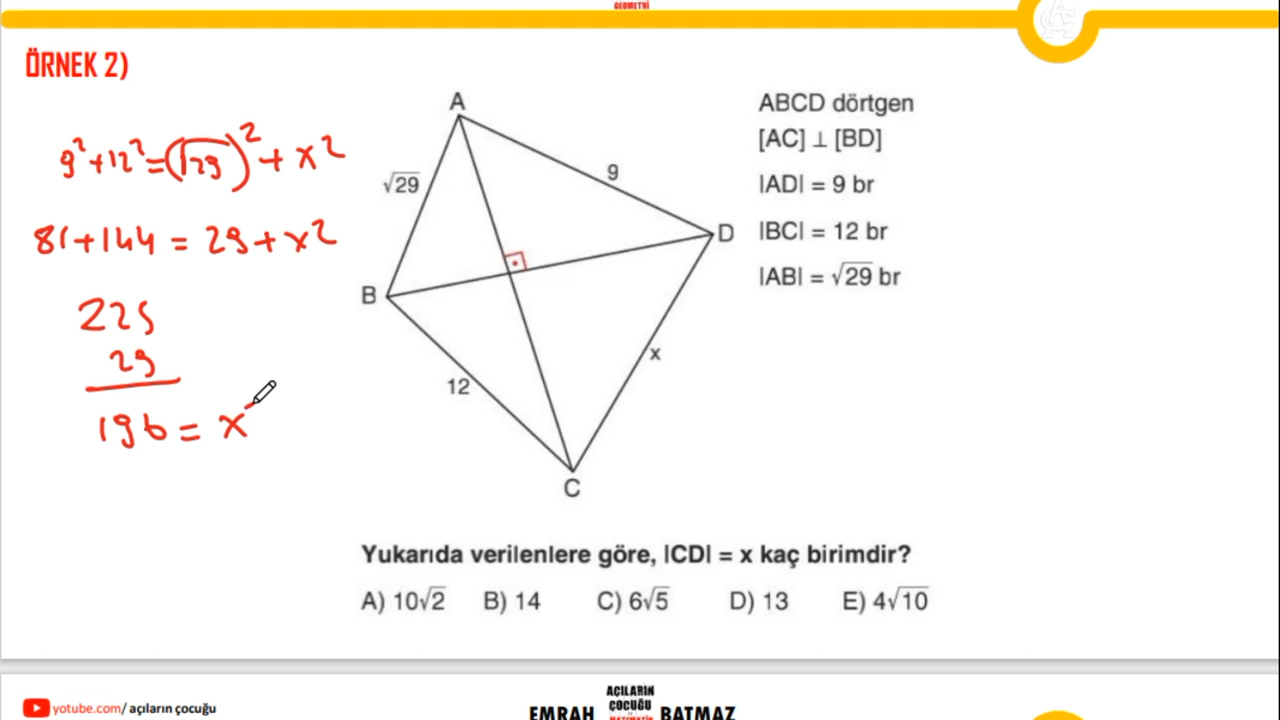 GEOMETRİ
ÖRNEK 2)
9² + 12² = (√29)² + x²
81 + 144 = 29 + x²
225
29
196 = x
A
√29
9
D
B
12
x
C
ABCD dörtgen
[AC] ⊥ [BD]
|AD| = 9 br
|BC| = 12 br
|AB| = √29 br
Yukarıda verilenlere göre, |CD| = x kaç birimdir?
A) 10√2 B) 14 C) 6√5 D) 13 E) 4√10
yotube.com/ açıların çocuğu
AÇILARIN
ÇOCUĞU
EMRAH MATEMATİK BATMAZ